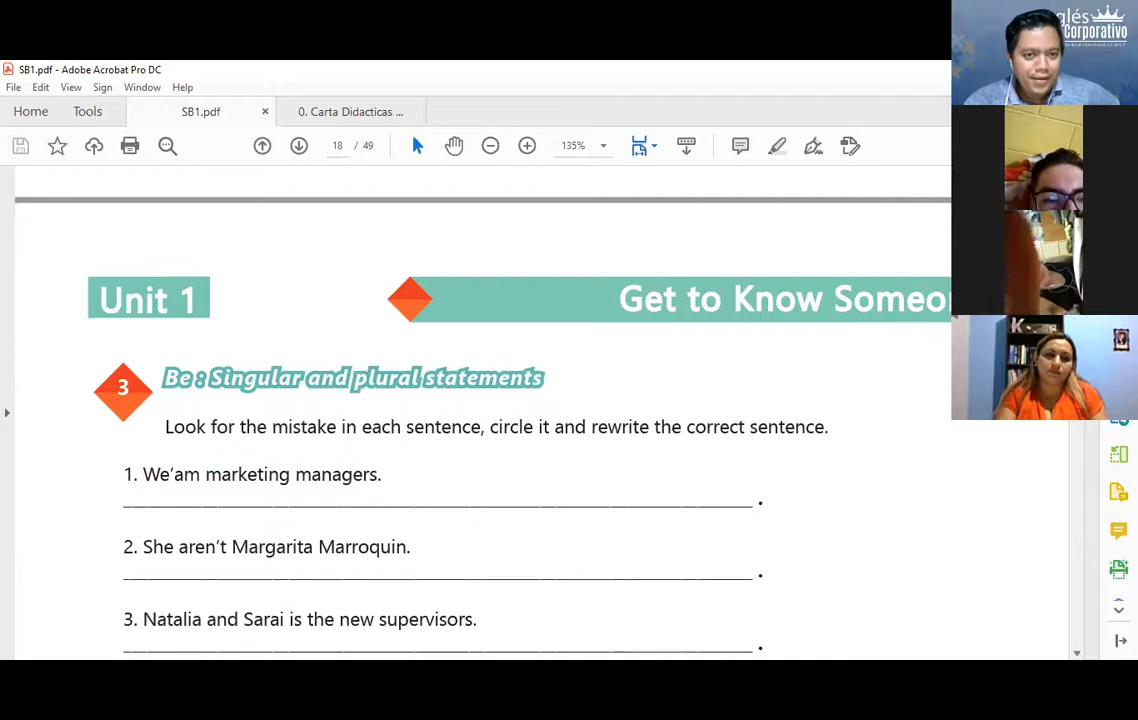 SB1.pdf - Adobe Acrobat Pro DC
File Edit View Sign Window Help
Home Tools SB1.pdf × 0. Carta Didacticas ...
18 / 49 135%
Unit 1 Get to Know Someo
3 Be : Singular and plural statements
Look for the mistake in each sentence, circle it and rewrite the correct sentence.
1. We'am marketing managers.
.
2. She aren't Margarita Marroquin.
.
3. Natalia and Sarai is the new supervisors.
.
glés
Corporativo
K